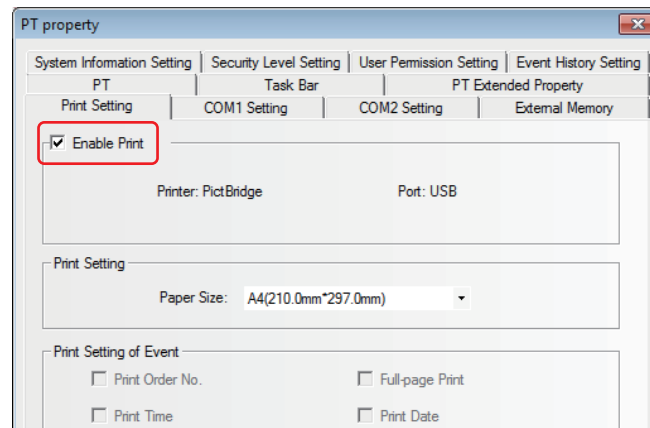 PT property
System Information Setting Security Level Setting User Permission Setting Event History Setting
PT Task Bar PT Extended Property
Print Setting COM1 Setting COM2 Setting External Memory
Enable Print
Printer: PictBridge Port: USB
Print Setting
Paper Size: A4(210.0mm*297.0mm)
Print Setting of Event
Print Order No. Full-page Print
Print Time Print Date